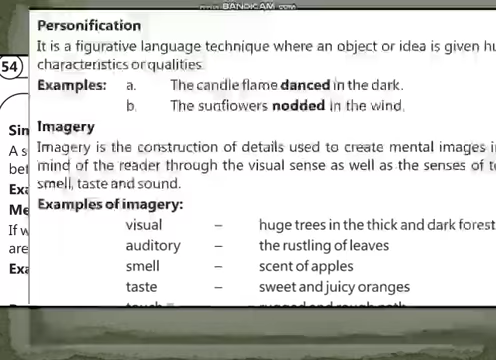 BANDICAM
Personification
It is a figurative language technique where an object or idea is given
characteristics or qualities.
54
Examples: a. The candle flame danced in the dark.
b. The sunflowers nodded in the wind.
Sim
Imagery
A s
Imagery is the construction of details used to create mental images
bef
mind of the reader through the visual sense as well as the senses of
smell, taste and sound.
Exa
Me
Examples of imagery:
If w
visual – huge trees in the thick and dark forest
are
auditory – the rustling of leaves
Exa
smell – scent of apples
taste – sweet and juicy oranges